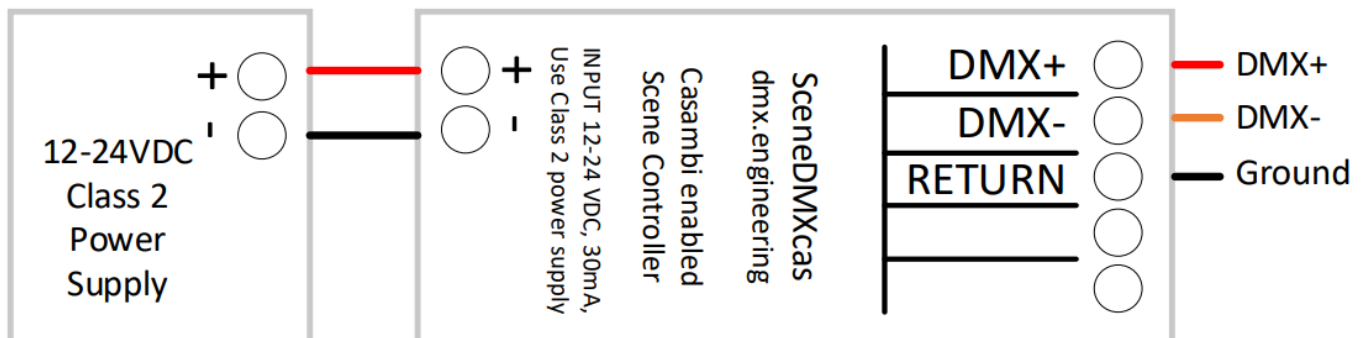 +
-
12-24VDC
Class 2
Power
Supply
+
-
INPUT 12-24 VDC, 30mA,
Use Class 2 power supply
Casambi enabled
Scene Controller
SceneDMXcas
dmx.engineering
DMX+
DMX-
RETURN
DMX+
DMX-
Ground